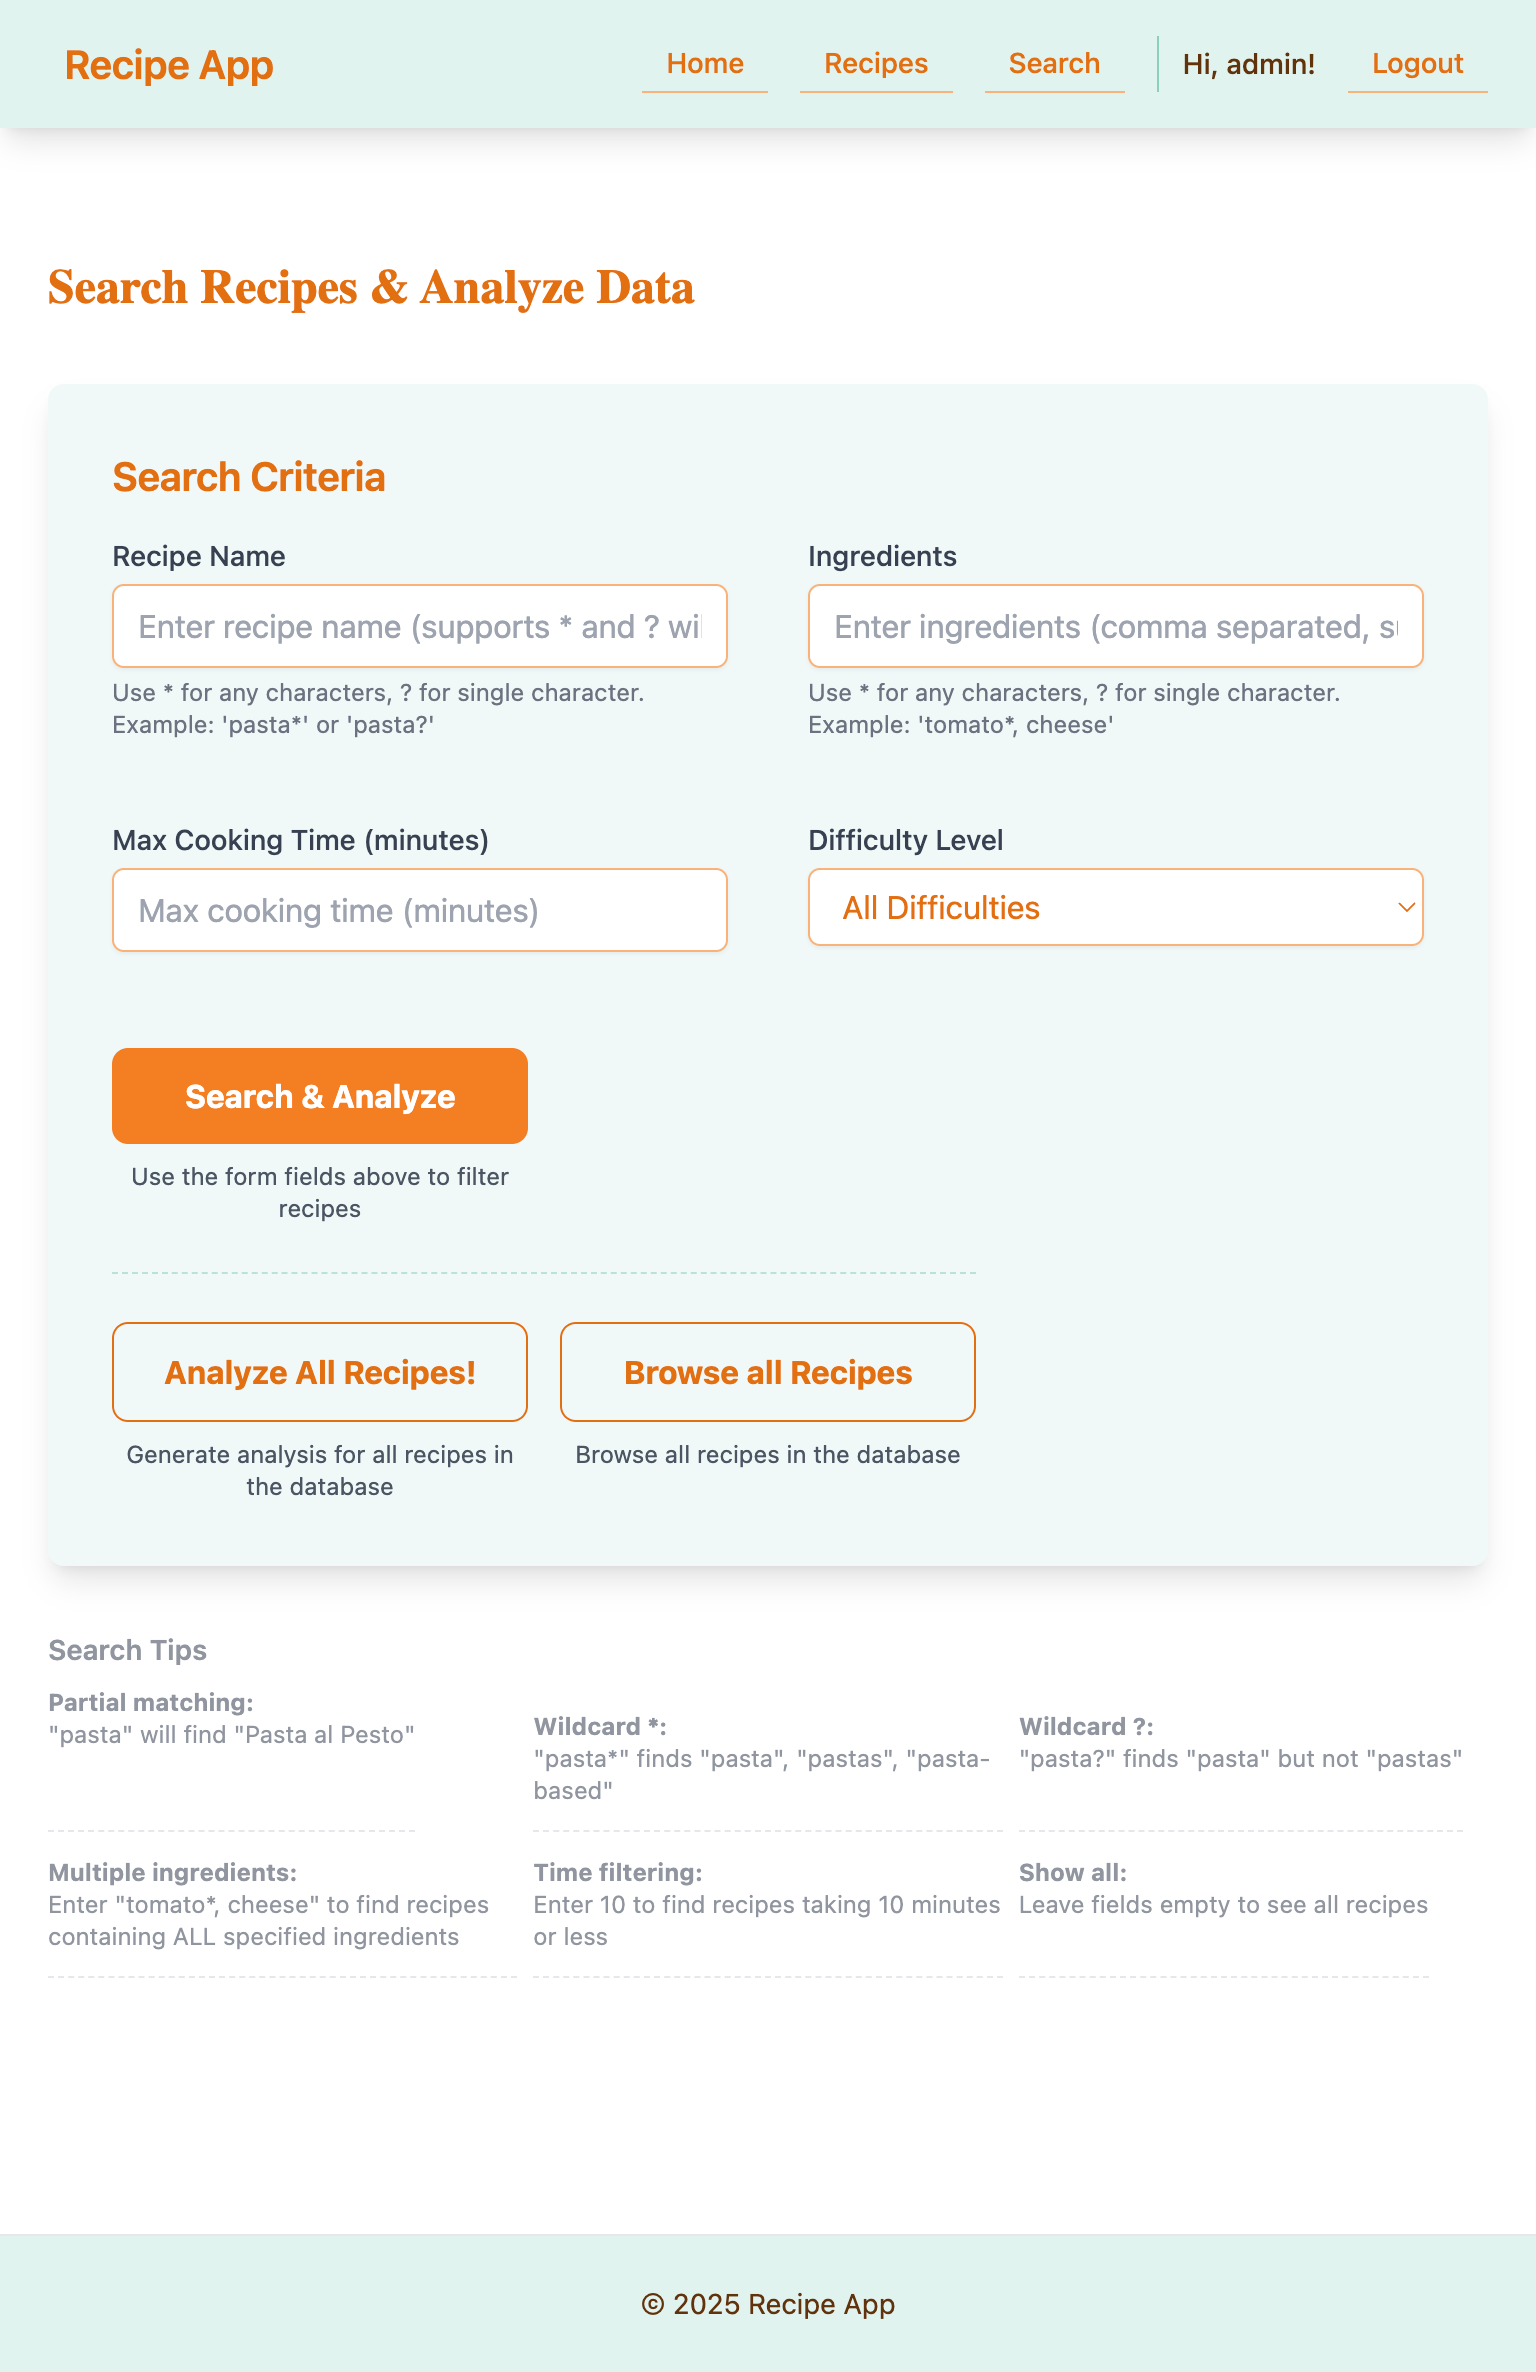 Recipe App
Home
Recipes
Search
Hi, admin!
Logout
Search Recipes & Analyze Data
Search Criteria
Recipe Name
Enter recipe name (supports * and ? wi
Use * for any characters, ? for single character.
Example: 'pasta*' or 'pasta?'
Ingredients
Enter ingredients (comma separated, s
Use * for any characters, ? for single character.
Example: 'tomato*, cheese'
Max Cooking Time (minutes)
Max cooking time (minutes)
Difficulty Level
All Difficulties
Search & Analyze
Use the form fields above to filter
recipes
Analyze All Recipes!
Generate analysis for all recipes in
the database
Browse all Recipes
Browse all recipes in the database
Search Tips
Partial matching:
"pasta" will find "Pasta al Pesto"
Wildcard *:
"pasta*" finds "pasta", "pastas", "pasta-
based"
Wildcard ?:
"pasta?" finds "pasta" but not "pastas"
Multiple ingredients:
Enter "tomato*, cheese" to find recipes
containing ALL specified ingredients
Time filtering:
Enter 10 to find recipes taking 10 minutes
or less
Show all:
Leave fields empty to see all recipes
© 2025 Recipe App